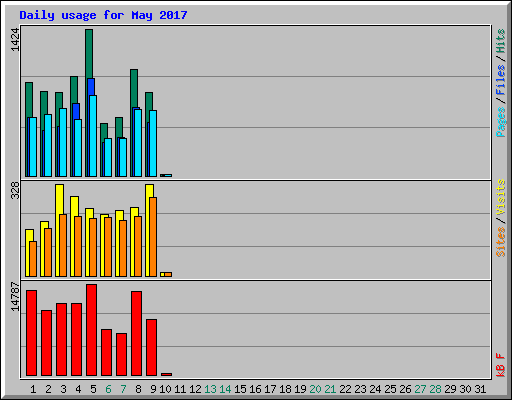 Daily usage for May 2017
1424
Pages / Files / Hits
328
Sites / Visits
14787
kB F
1 2 3 4 5 6 7 8 9 10 11 12 13 14 15 16 17 18 19 20 21 22 23 24 25 26 27 28 29 30 31